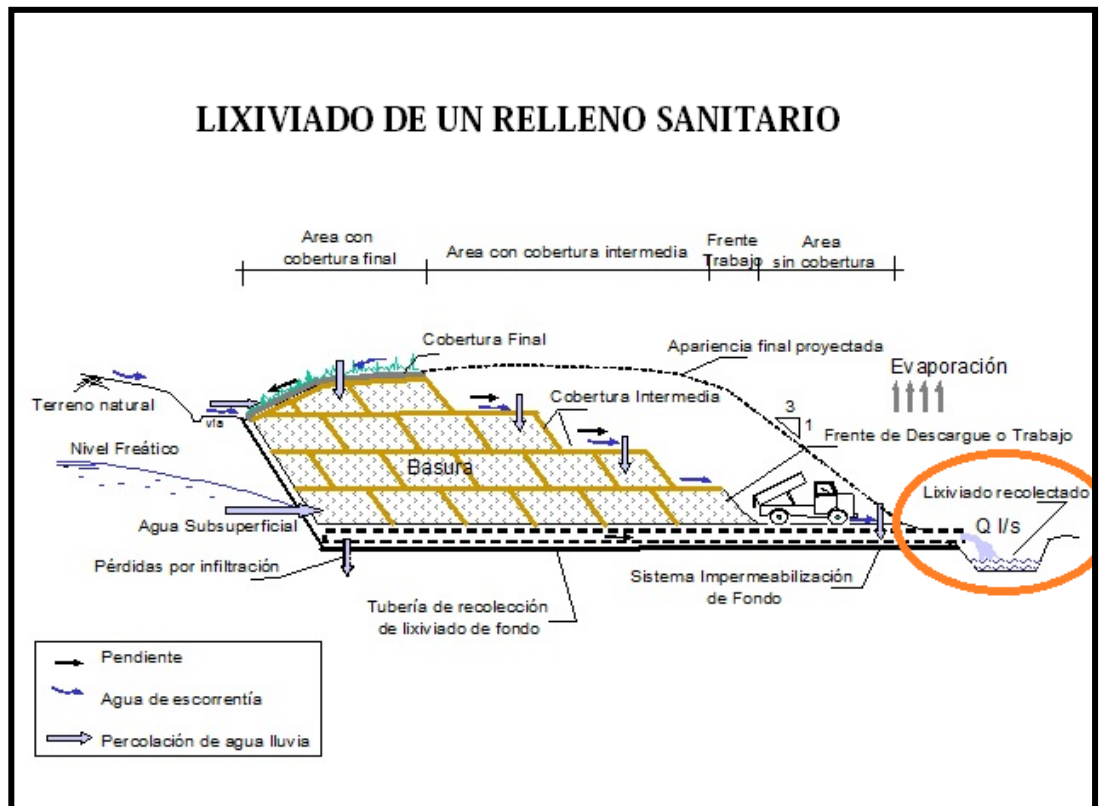 LIXIVIADO DE UN RELLENO SANITARIO
Area con
cobertura final
Area con cobertura intermedia
Frente
Trabajo
Area
sin cobertura
Cobertura Final
Apariencia final proyectada
Evaporación
Terreno natural
vía
Cobertura Intermedia
3
1
Frente de Descargue o Trabajo
Nivel Freático
Basura
Lixiviado recolectado
Q l/s
Agua Subsuperficial
Pérdidas por infiltración
Sistema Impermeabilización
de Fondo
Tubería de recolección
de lixiviado de fondo
Pendiente
Agua de escorrentía
Percolación de agua lluvia